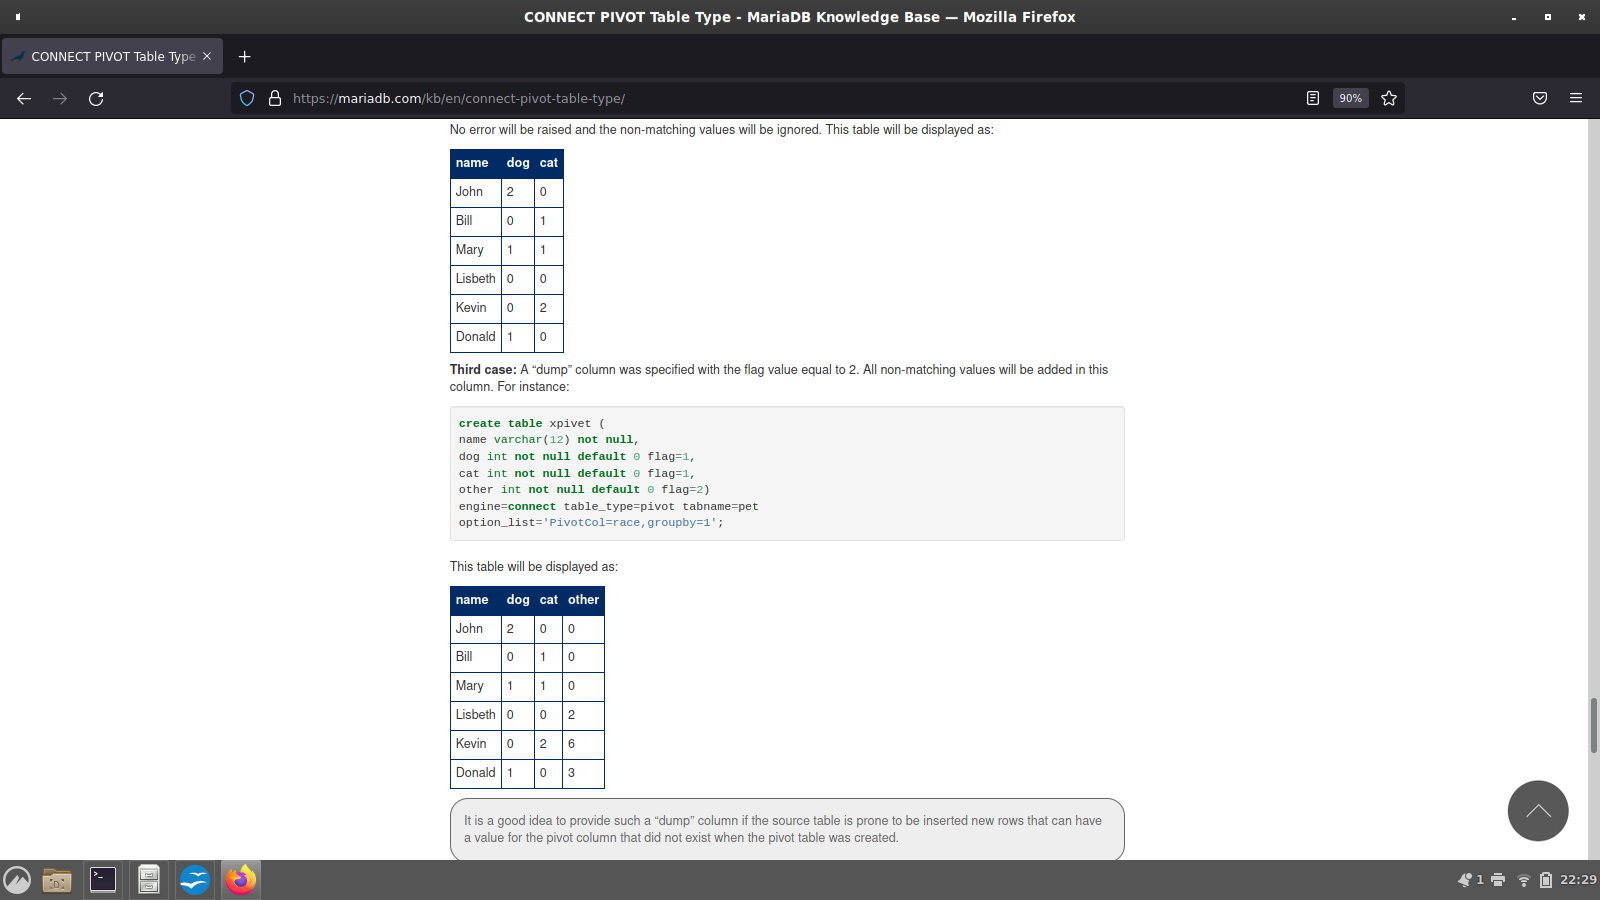 CONNECT PIVOT Table Type - MariaDB Knowledge Base — Mozilla Firefox
CONNECT PIVOT Table Type
https://mariadb.com/kb/en/connect-pivot-table-type/
90%
No error will be raised and the non-matching values will be ignored. This table will be displayed as:
name dog cat
John 2 0
Bill 0 1
Mary 1 1
Lisbeth 0 0
Kevin 0 2
Donald 1 0
Third case: A “dump” column was specified with the flag value equal to 2. All non-matching values will be added in this
column. For instance:
create table xpivet (
name varchar(12) not null,
dog int not null default 0 flag=1,
cat int not null default 0 flag=1,
other int not null default 0 flag=2)
engine=connect table_type=pivot tabname=pet
option_list='PivotCol=race,groupby=1';
This table will be displayed as:
name dog cat other
John 2 0 0
Bill 0 1 0
Mary 1 1 0
Lisbeth 0 0 2
Kevin 0 2 6
Donald 1 0 3
It is a good idea to provide such a “dump” column if the source table is prone to be inserted new rows that can have
a value for the pivot column that did not exist when the pivot table was created.
1 22:29